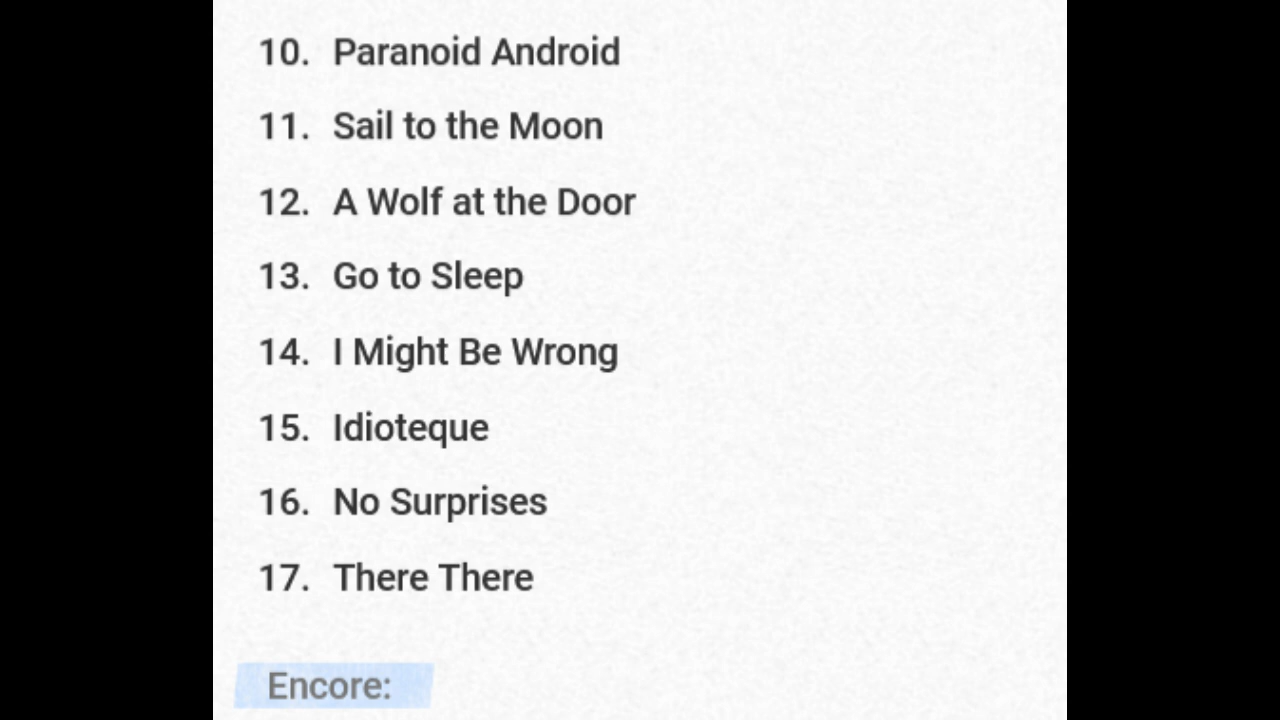 10. Paranoid Android
11. Sail to the Moon
12. A Wolf at the Door
13. Go to Sleep
14. I Might Be Wrong
15. Idioteque
16. No Surprises
17. There There
Encore: